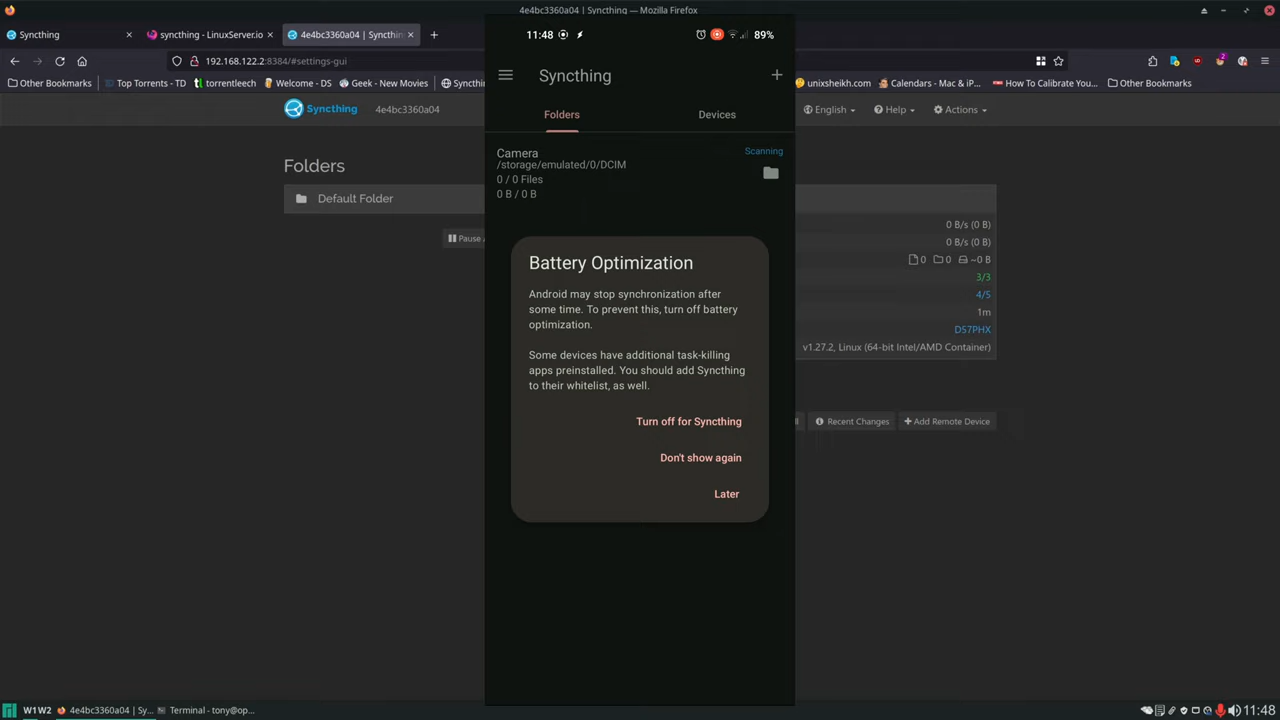 4e4bc3360a04 | Syncthing — Mozilla Firefox
Syncthing
syncthing - LinuxServer.io
4e4bc3360a04 | Syncthin
192.168.122.2:8384/#settings-gui
Other Bookmarks
Top Torrents - TD
torrentleech
Welcome - DS
Geek - New Movies
Syncthin
unixsheikh.com
Calendars - Mac & iP...
How To Calibrate You...
Other Bookmarks
Syncthing
4e4bc3360a04
English
Help
Actions
Folders
Default Folder
Pause
0 B/s (0 B)
0 B/s (0 B)
0 0 ~0 B
3/3
4/5
1m
D57PHX
v1.27.2, Linux (64-bit Intel/AMD Container)
Recent Changes
Add Remote Device
11:48
89%
Syncthing
Folders
Devices
Camera
Scanning
/storage/emulated/0/DCIM
0 / 0 Files
0 B / 0 B
Battery Optimization
Android may stop synchronization after
some time. To prevent this, turn off battery
optimization.
Some devices have additional task-killing
apps preinstalled. You should add Syncthing
to their whitelist, as well.
Turn off for Syncthing
Don't show again
Later
W1W2
4e4bc3360a04 | Sy...
Terminal - tony@op...
11:48